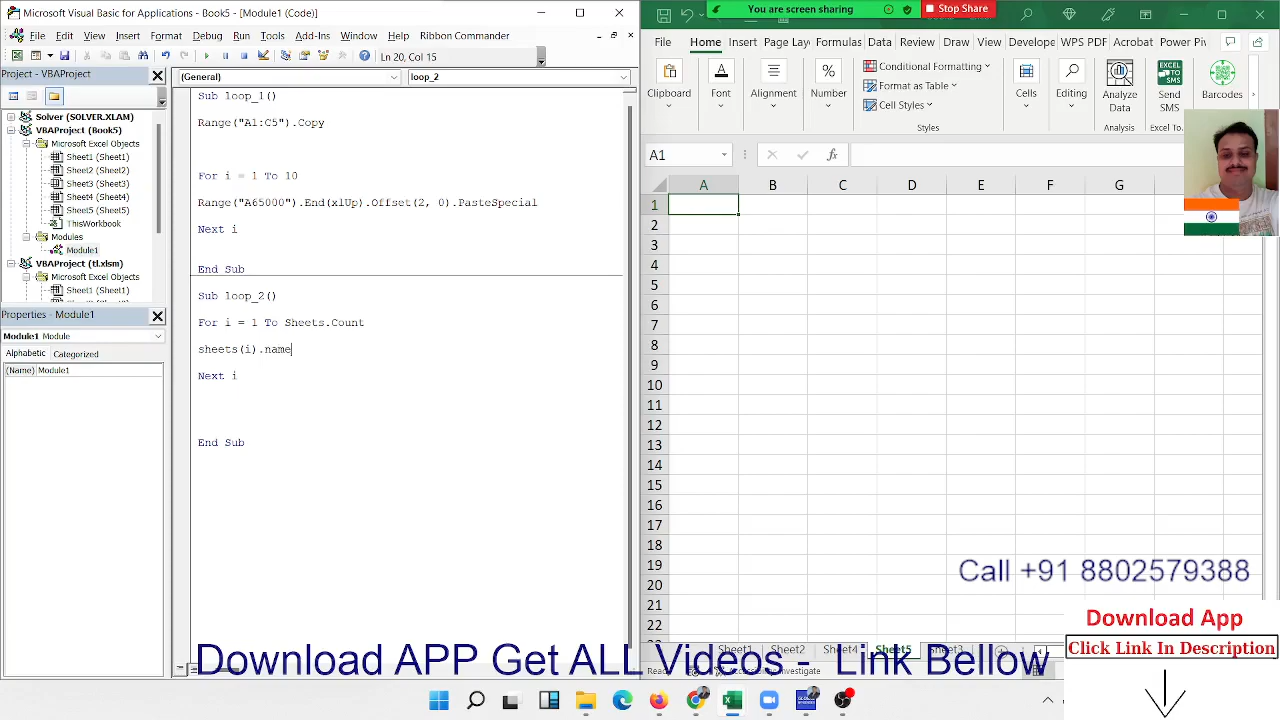 Microsoft Visual Basic for Applications - Book5 - [Module1 (Code)]
You are screen sharing
Stop Share
File Edit View Insert Format Debug Run Tools Add-Ins Window Help Ribbon Commander
Ln 20, Col 15
File Home Insert Page Lay Formulas Data Review View Developer WPS PDF Acrobat Power Piv
Clipboard
Font
Alignment
Number
Conditional Formatting
Format as Table
Cell Styles
Styles
Cells
Editing
Analyze Data
Analysis
Send SMS
Excel To...
Barcodes
EXCEL to SMS
Project - VBAProject
Solver (SOLVER.XLAM)
VBAProject (Book5)
Microsoft Excel Objects
Sheet1 (Sheet1)
Sheet2 (Sheet2)
Sheet3 (Sheet3)
Sheet4 (Sheet4)
Sheet5 (Sheet5)
ThisWorkbook
Modules
Module1
VBAProject (tl.xlsm)
Microsoft Excel Objects
Sheet1 (Sheet1)
Properties - Module1
Module1 Module
Alphabetic Categorized
(Name) Module1
(General)
loop_2
Sub loop_1()
Range("A1:C5").Copy
For i = 1 To 10
Range("A65000").End(xlUp).Offset(2, 0).PasteSpecial
Next i
End Sub
Sub loop_2()
For i = 1 To Sheets.Count
sheets(i).name
Next i
End Sub
A1
fx
A B C D E F G
1
2
3
4
5
6
7
8
9
10
11
12
13
14
15
16
17
18
19
20
21
22
Sheet1 Sheet2 Sheet4 Sheet5 Sheet3
Call +91 8802579388
Download App
Click Link In Description
Download APP Get ALL Videos - Link Bellow